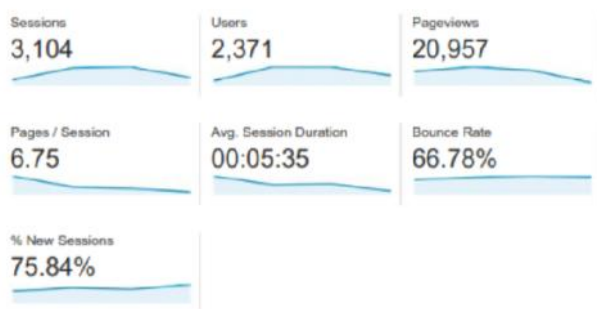 Sessions
3,104
Users
2,371
Pageviews
20,957
Pages / Session
6.75
Avg. Session Duration
00:05:35
Bounce Rate
66.78%
% New Sessions
75.84%